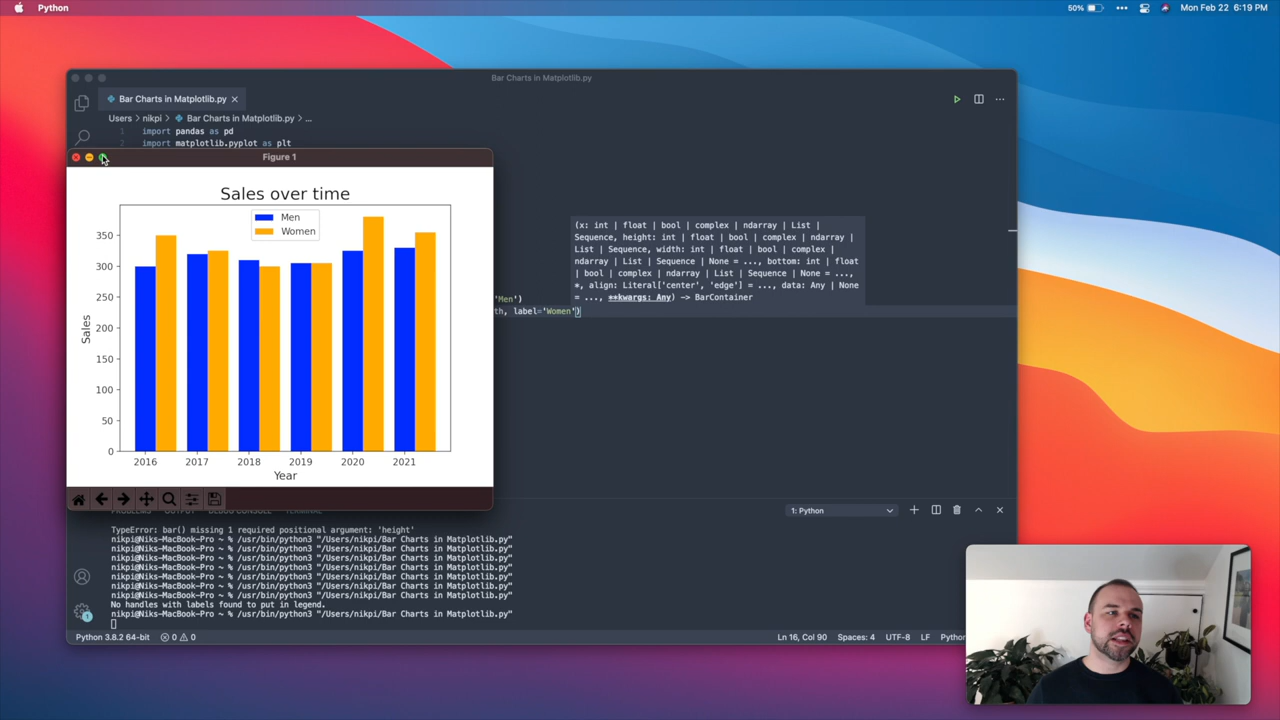 Python
50%
Mon Feb 22 6:19 PM
Bar Charts in Matplotlib.py
Bar Charts in Matplotlib.py
Users > nikpi > Bar Charts in Matplotlib.py > ...
1 import pandas as pd
2 import matplotlib.pyplot as plt
Figure 1
Sales over time
Men
Women
350
300
250
200
150
100
50
0
Sales
2016 2017 2018 2019 2020 2021
Year
(x: int | float | bool | complex | ndarray | List |
Sequence, height: int | float | bool | complex | ndarray |
List | Sequence, width: int | float | bool | complex |
ndarray | List | Sequence | None = ..., bottom: int | float
| bool | complex | ndarray | List | Sequence | None = ...,
*, align: Literal['center', 'edge'] = ..., data: Any | None
= ..., **kwargs: Any) -> BarContainer
'Men')
th, label='Women')
1: Python
TypeError: bar() missing 1 required positional argument: 'height'
nikpi@Niks-MacBook-Pro ~ % /usr/bin/python3 "/Users/nikpi/Bar Charts in Matplotlib.py"
nikpi@Niks-MacBook-Pro ~ % /usr/bin/python3 "/Users/nikpi/Bar Charts in Matplotlib.py"
nikpi@Niks-MacBook-Pro ~ % /usr/bin/python3 "/Users/nikpi/Bar Charts in Matplotlib.py"
nikpi@Niks-MacBook-Pro ~ % /usr/bin/python3 "/Users/nikpi/Bar Charts in Matplotlib.py"
nikpi@Niks-MacBook-Pro ~ % /usr/bin/python3 "/Users/nikpi/Bar Charts in Matplotlib.py"
nikpi@Niks-MacBook-Pro ~ % /usr/bin/python3 "/Users/nikpi/Bar Charts in Matplotlib.py"
nikpi@Niks-MacBook-Pro ~ % /usr/bin/python3 "/Users/nikpi/Bar Charts in Matplotlib.py"
No handles with labels found to put in legend.
nikpi@Niks-MacBook-Pro ~ % /usr/bin/python3 "/Users/nikpi/Bar Charts in Matplotlib.py"
1
Python 3.8.2 64-bit 0 0
Ln 16, Col 90 Spaces: 4 UTF-8 LF Python